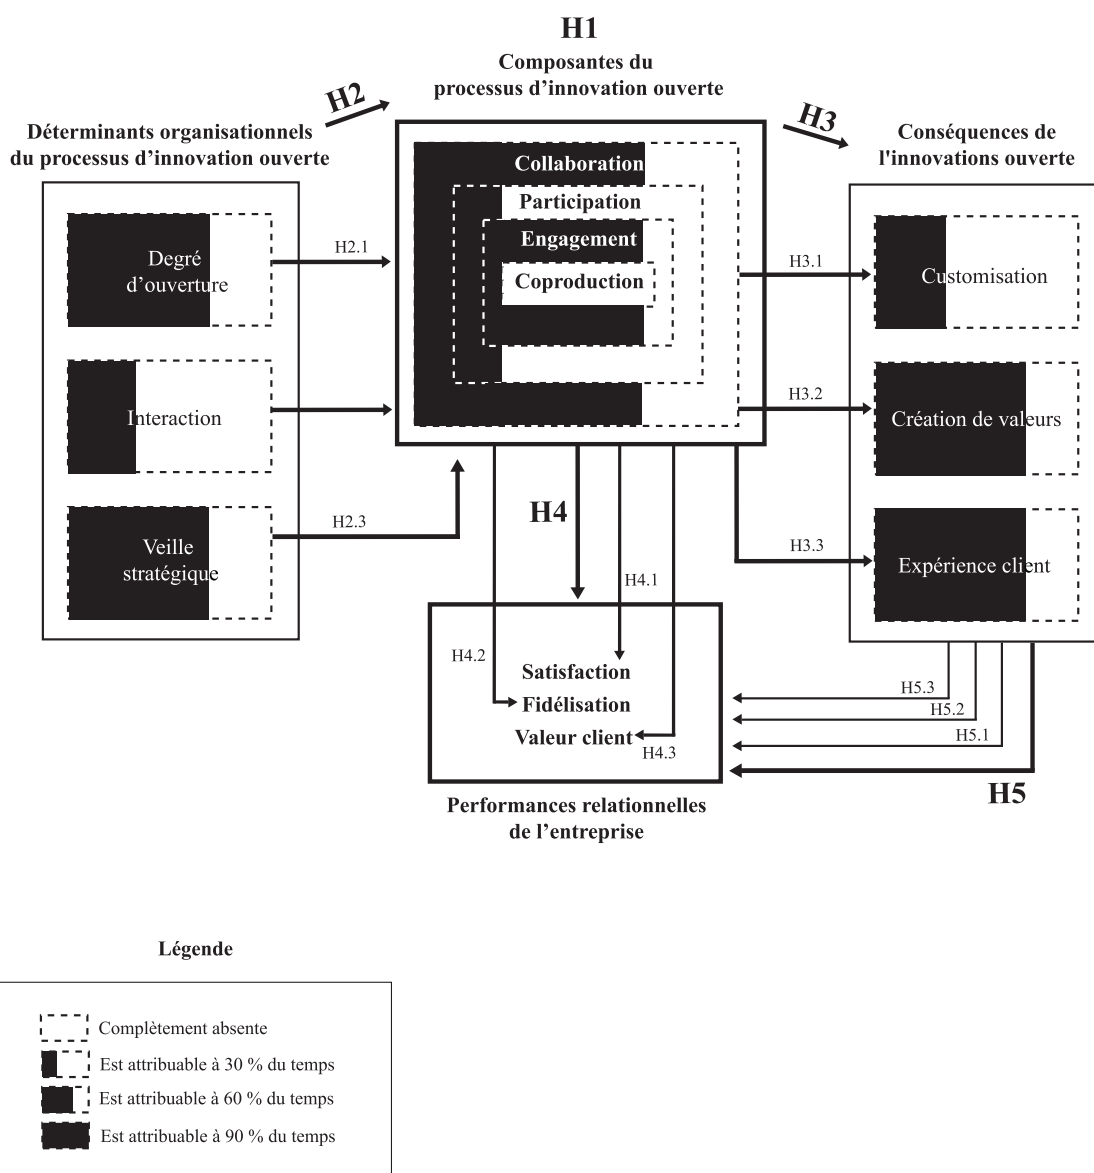 H1
Composantes du
processus d’innovation ouverte
H2
H3
Déterminants organisationnels
du processus d’innovation ouverte
Conséquences de
l'innovations ouverte
Collaboration
Participation
Engagement
Coproduction
Degré
d’ouverture
H2.1
Interaction
Veille
stratégique
H2.3
H3.1
Customisation
H3.2
Création de valeurs
H3.3
Expérience client
H4
H4.1
H4.2
Satisfaction
Fidélisation
Valeur client
H4.3
H5.3
H5.2
H5.1
H5
Performances relationnelles
de l’entreprise
Légende
Complètement absente
Est attribuable à 30 % du temps
Est attribuable à 60 % du temps
Est attribuable à 90 % du temps